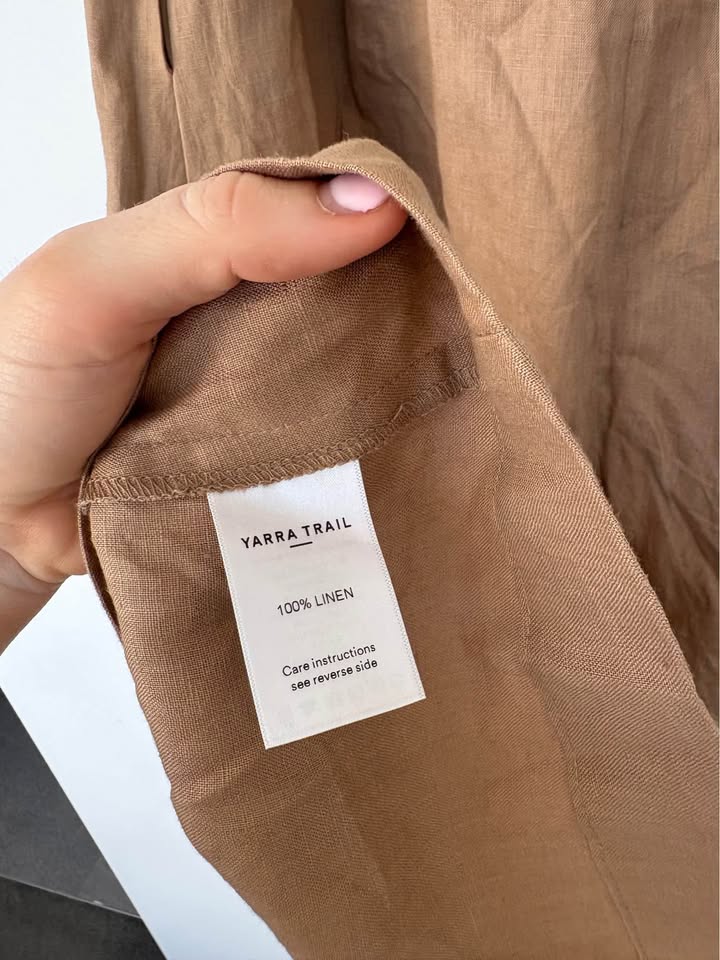 YARRA TRAIL
100% LINEN
Care instructions
see reverse side